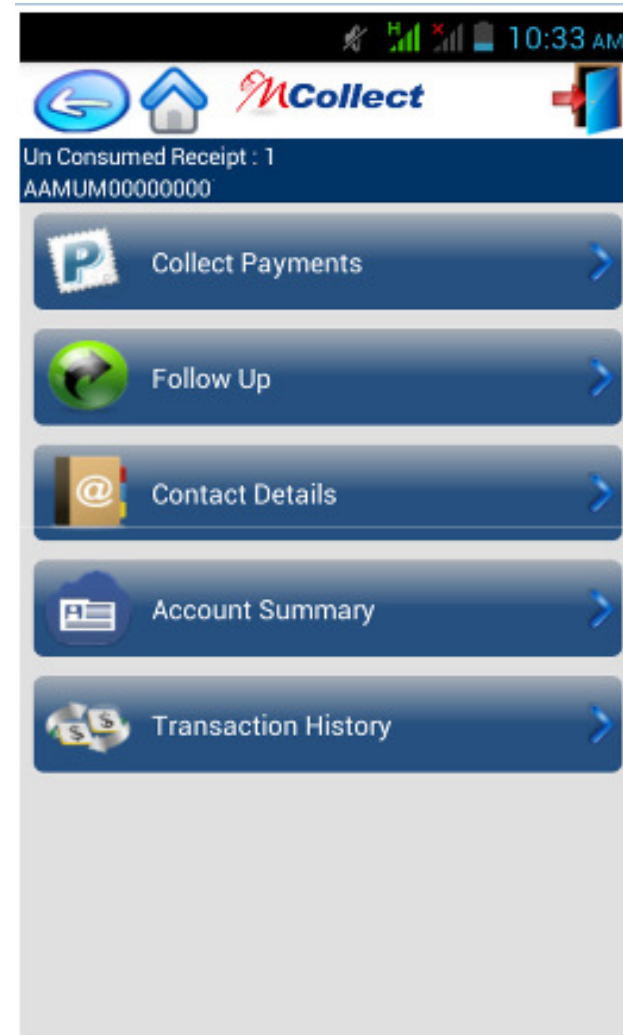 H
10:33 AM
MCollect
Un Consumed Receipt : 1
AAMUM00000000
P
Collect Payments
Follow Up
@
Contact Details
Account Summary
$ $
Transaction History